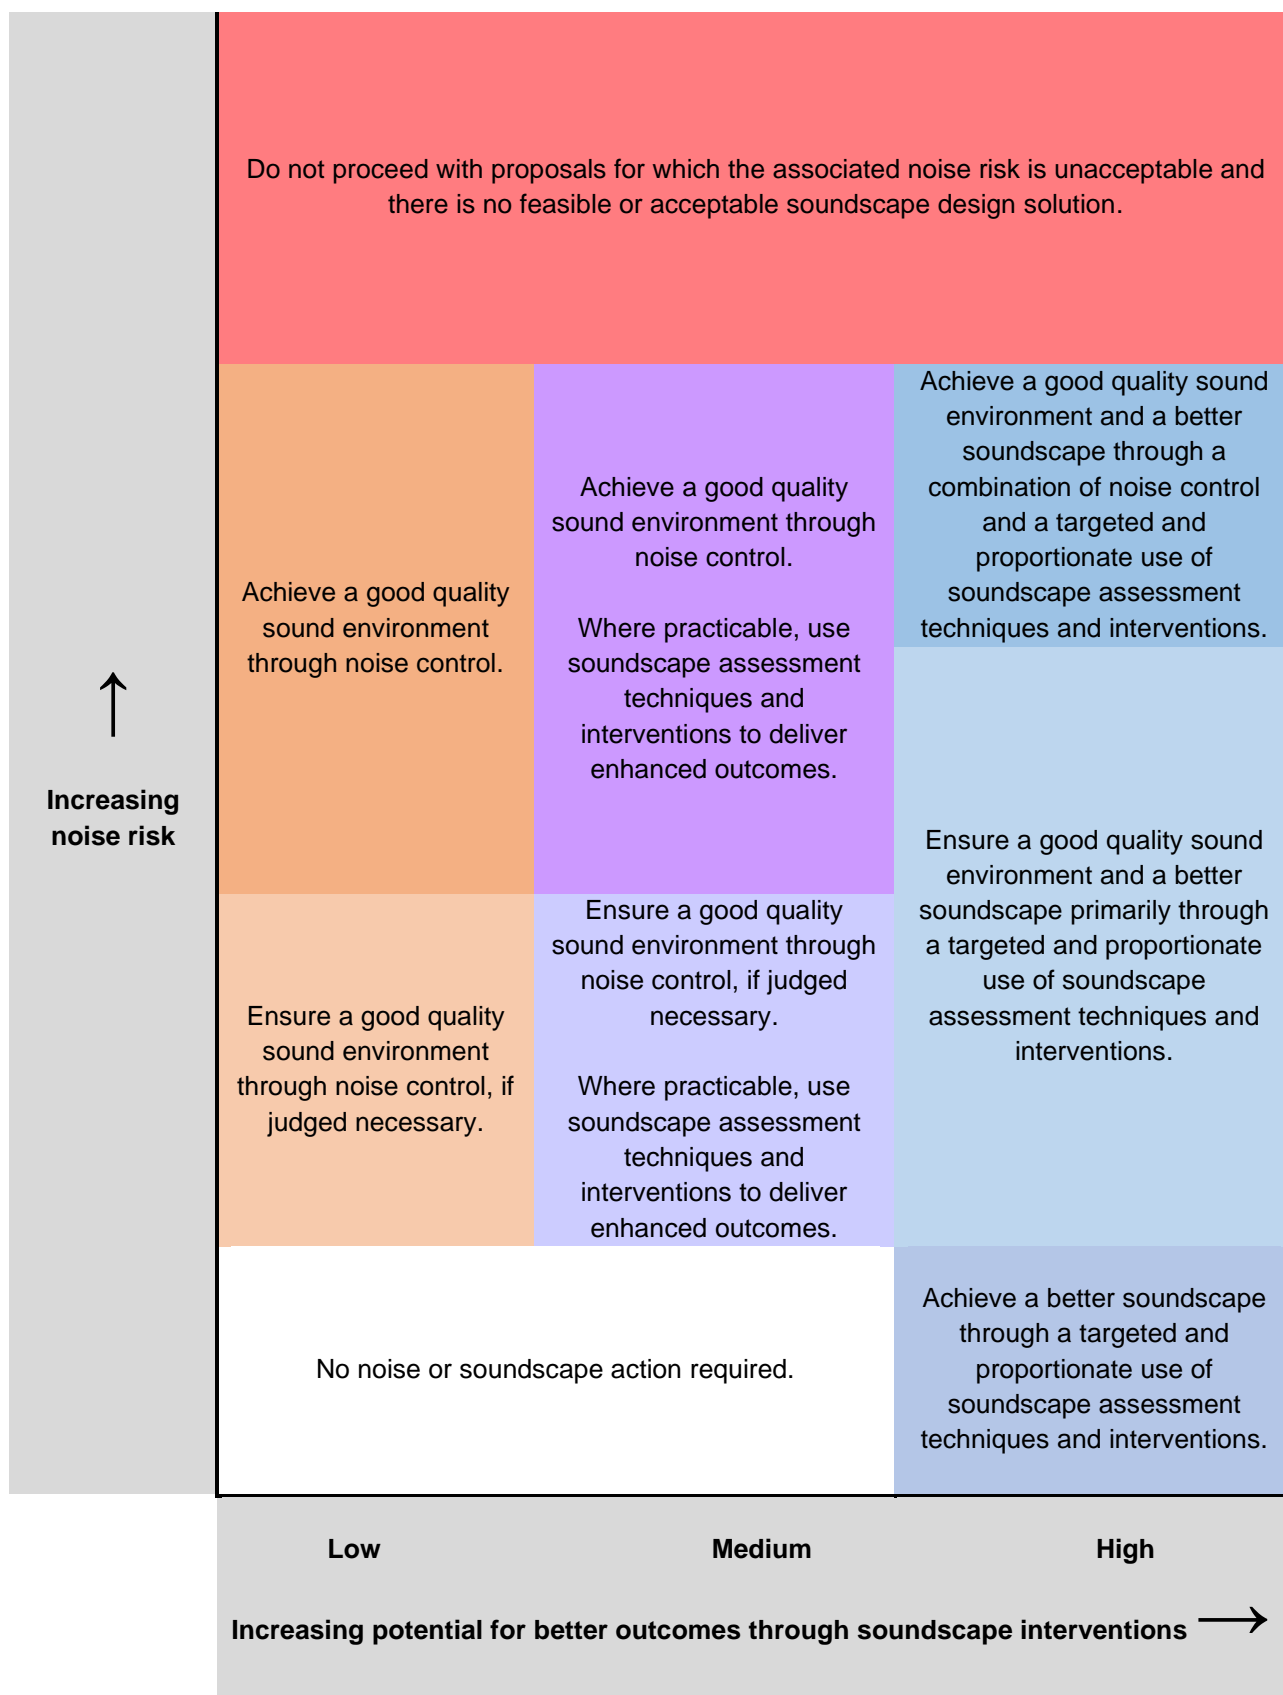 Do not proceed with proposals for which the associated noise risk is unacceptable and
there is no feasible or acceptable soundscape design solution.
Achieve a good quality
sound environment
through noise control.
Achieve a good quality
sound environment through
noise control.
Where practicable, use
soundscape assessment
techniques and
interventions to deliver
enhanced outcomes.
Achieve a good quality sound
environment and a better
soundscape through a
combination of noise control
and a targeted and
proportionate use of
soundscape assessment
techniques and interventions.
↑
Increasing
noise risk
Ensure a good quality
sound environment
through noise control, if
judged necessary.
Ensure a good quality
sound environment through
noise control, if judged
necessary.
Where practicable, use
soundscape assessment
techniques and
interventions to deliver
enhanced outcomes.
Ensure a good quality sound
environment and a better
soundscape primarily through
a targeted and proportionate
use of soundscape
assessment techniques and
interventions.
No noise or soundscape action required.
Achieve a better soundscape
through a targeted and
proportionate use of
soundscape assessment
techniques and interventions.
Low Medium High
Increasing potential for better outcomes through soundscape interventions →